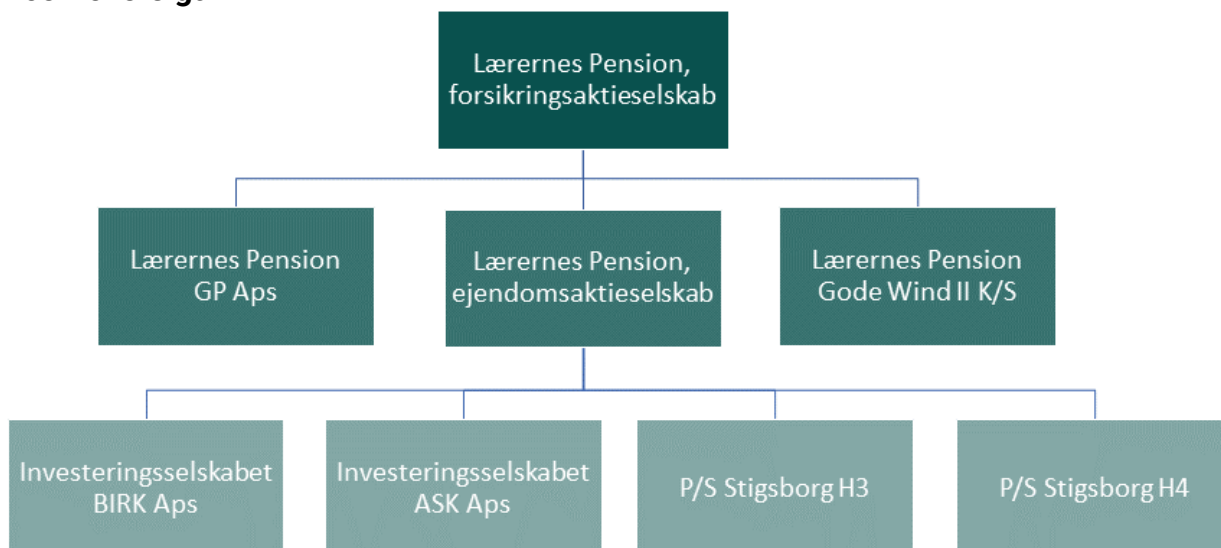 Lærernes Pension,
forsikringsaktieselskab
Lærernes Pension
GP Aps
Lærernes Pension,
ejendomsaktieselskab
Lærernes Pension
Gode Wind II K/S
Investeringsselskabet
BIRK Aps
Investeringsselskabet
ASK Aps
P/S Stigsborg H3
P/S Stigsborg H4